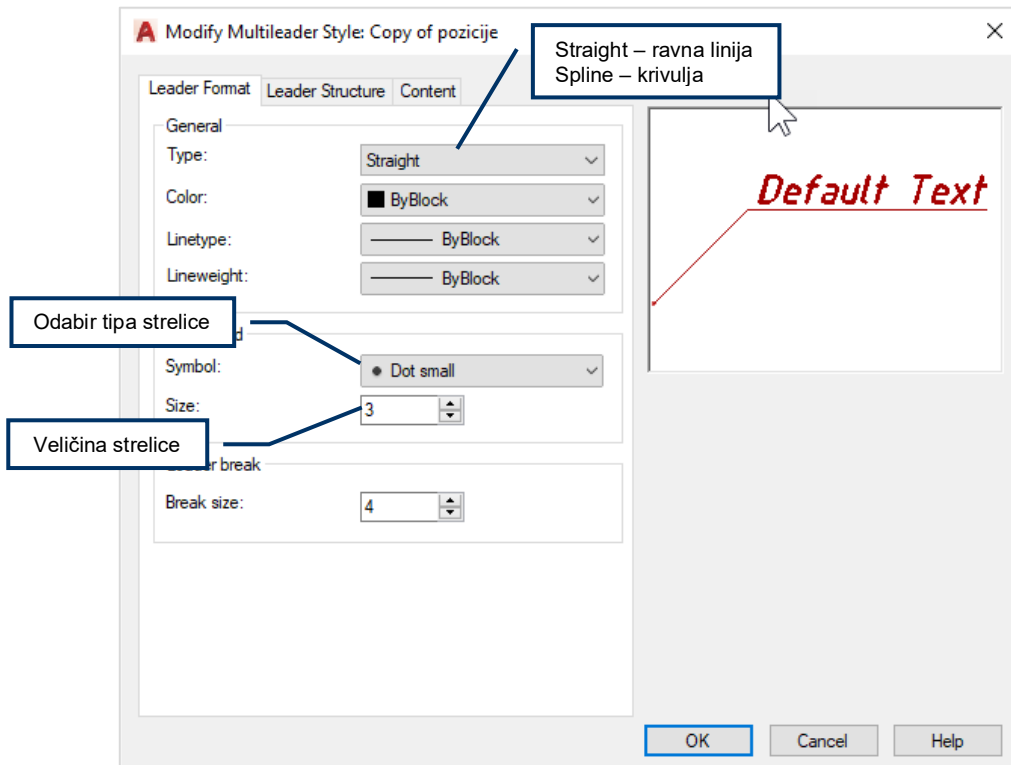 Modify Multileader Style: Copy of pozicije
Straight – ravna linija
Spline – krivulja
Leader Format Leader Structure Content
General
Type: Straight
Color: ByBlock
Linetype: ByBlock
Lineweight: ByBlock
Default Text
Odabir tipa strelice
Symbol: Dot small
Size: 3
Veličina strelice
break
Break size: 4
OK Cancel Help